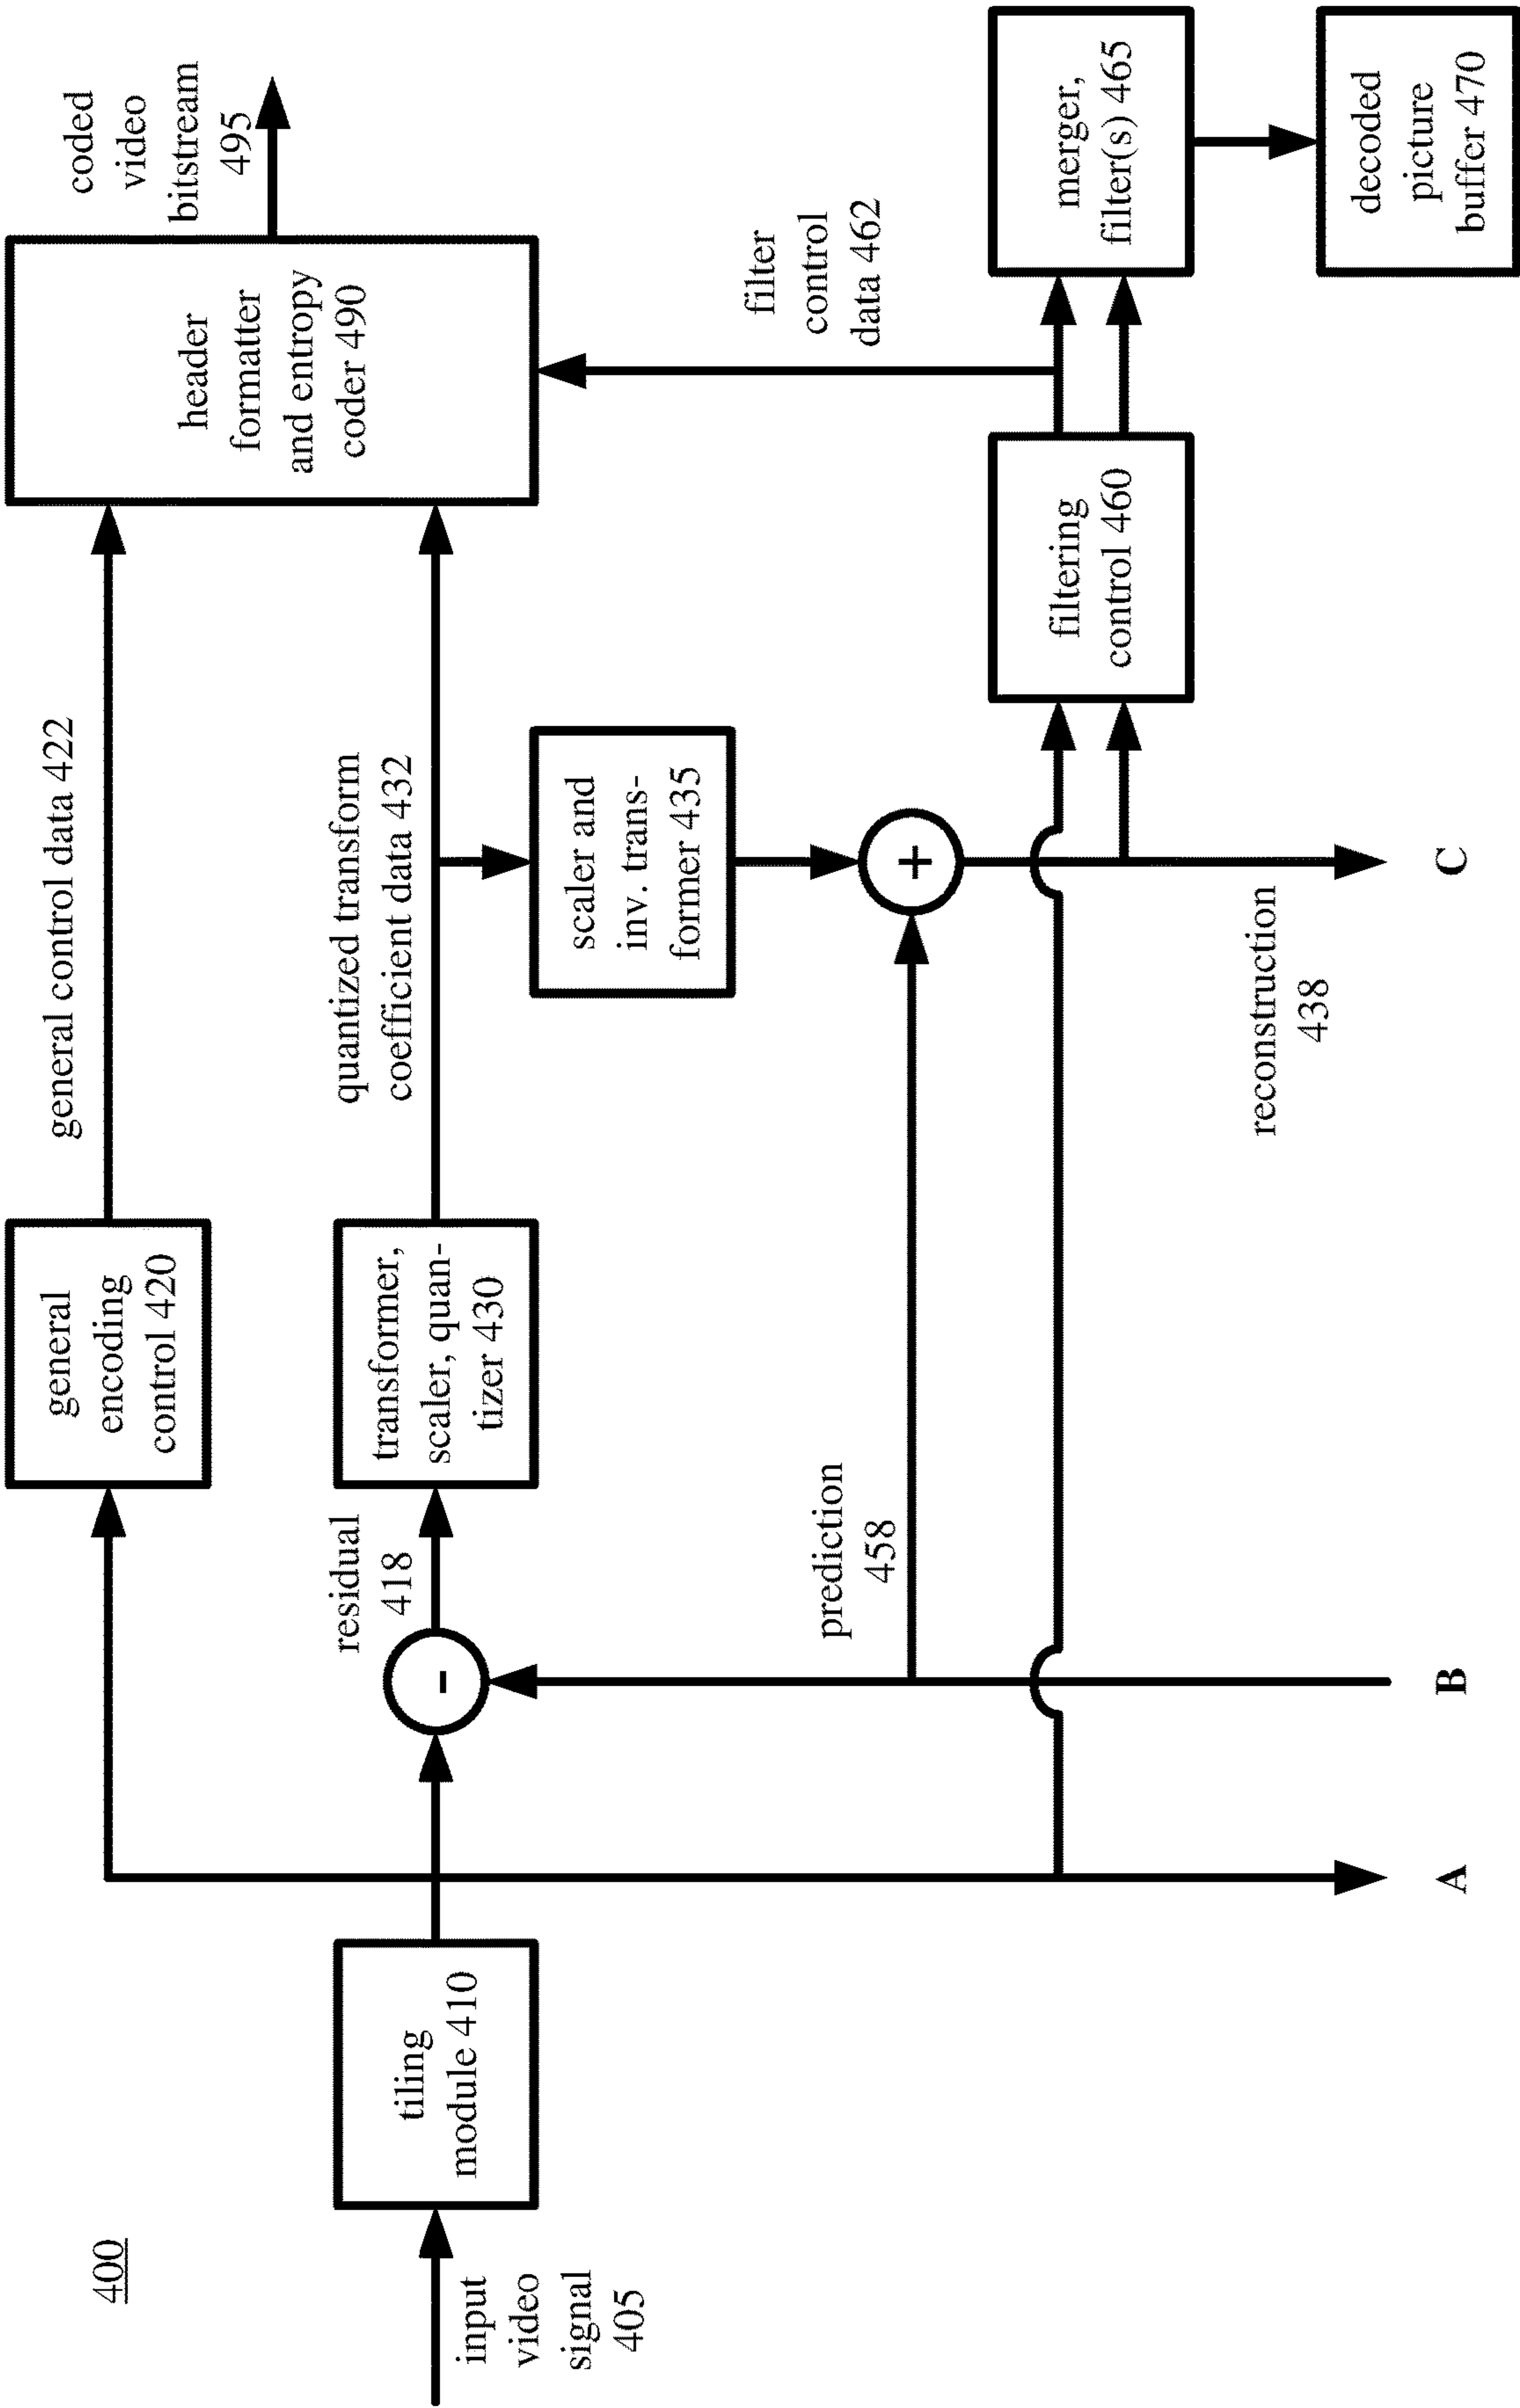 400
input
video
signal
405
tiling
module 410
general
encoding
control 420
general control data 422
residual
418
transformer,
scaler, quan-
tizer 430
quantized transform
coefficient data 432
header
formatter
and entropy
coder 490
coded
video
bitstream
495
-
scaler and
inv. trans-
former 435
prediction
458
+
filter
control
data 462
filtering
control 460
merger,
filter(s) 465
decoded
picture
buffer 470
reconstruction
438
A
B
C